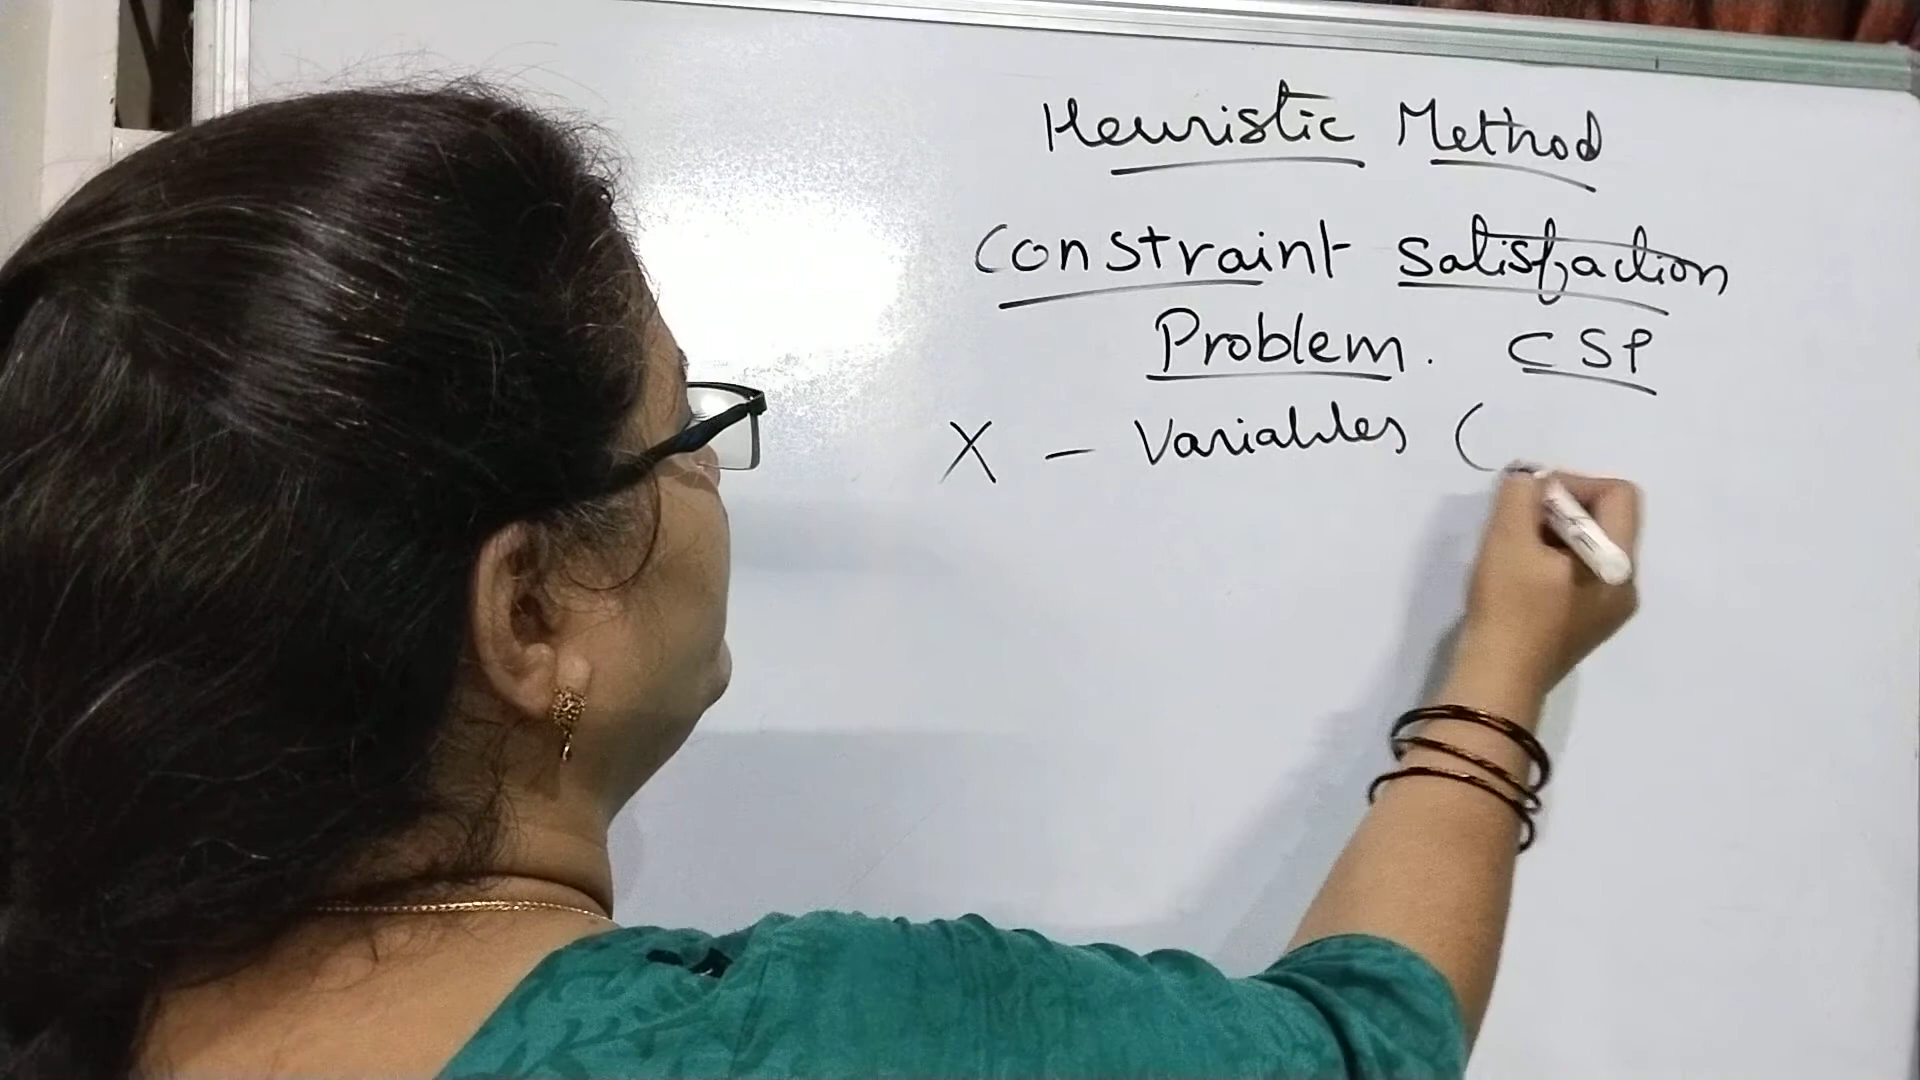 Heuristic Method
Constraint Satisfaction
Problem. CSP
X - Variables (